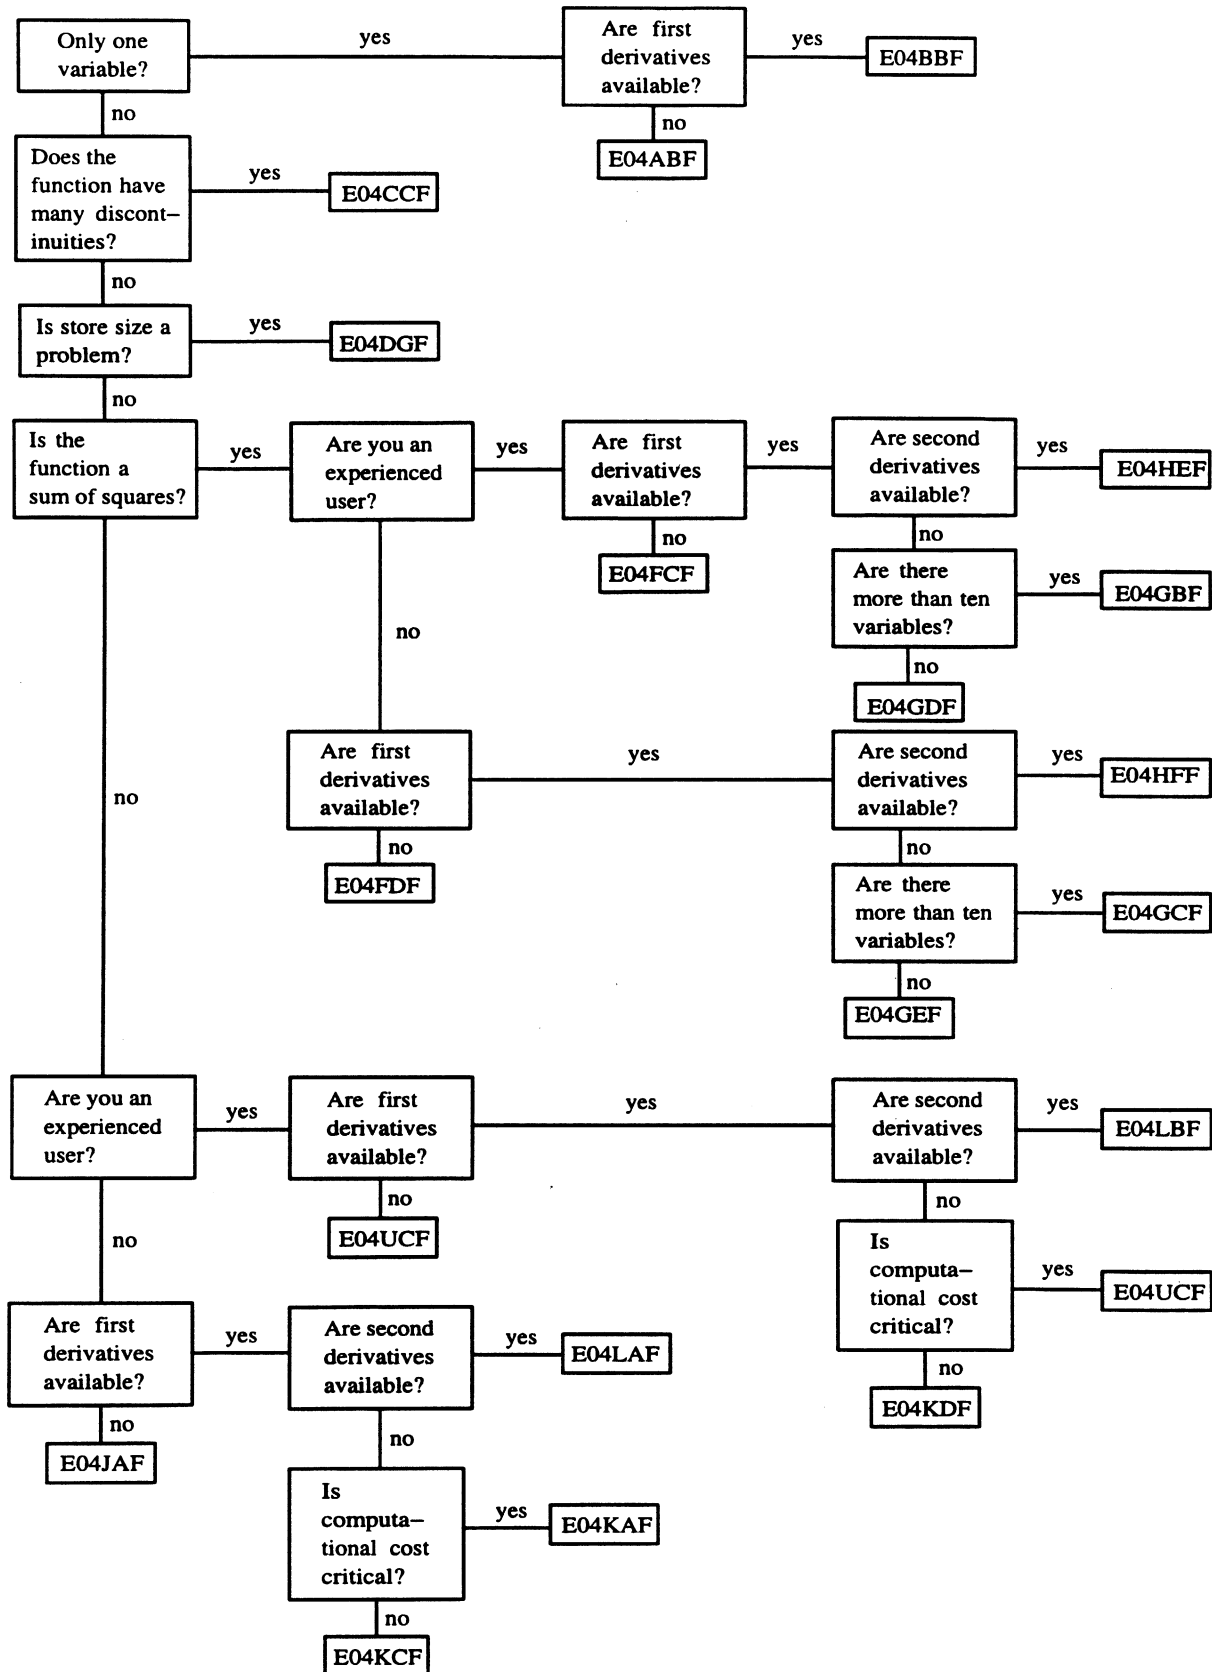 Only one
variable?
yes
Are first
derivatives
available?
yes
E04BBF
no
E04ABF
no
Does the
function have
many discont–
inuities?
yes
E04CCF
no
Is store size a
problem?
yes
E04DGF
no
Is the
function a
sum of squares?
yes
Are you an
experienced
user?
yes
Are first
derivatives
available?
yes
Are second
derivatives
available?
yes
E04HEF
no
E04FCF
no
Are there
more than ten
variables?
yes
E04GBF
no
E04GDF
no
Are first
derivatives
available?
yes
Are second
derivatives
available?
yes
E04HFF
no
E04FDF
no
Are there
more than ten
variables?
yes
E04GCF
no
E04GEF
no
Are you an
experienced
user?
yes
Are first
derivatives
available?
yes
Are second
derivatives
available?
yes
E04LBF
no
E04UCF
no
Is
computa–
tional cost
critical?
yes
E04UCF
no
E04KDF
no
Are first
derivatives
available?
yes
Are second
derivatives
available?
yes
E04LAF
no
E04JAF
no
Is
computa–
tional cost
critical?
yes
E04KAF
no
E04KCF